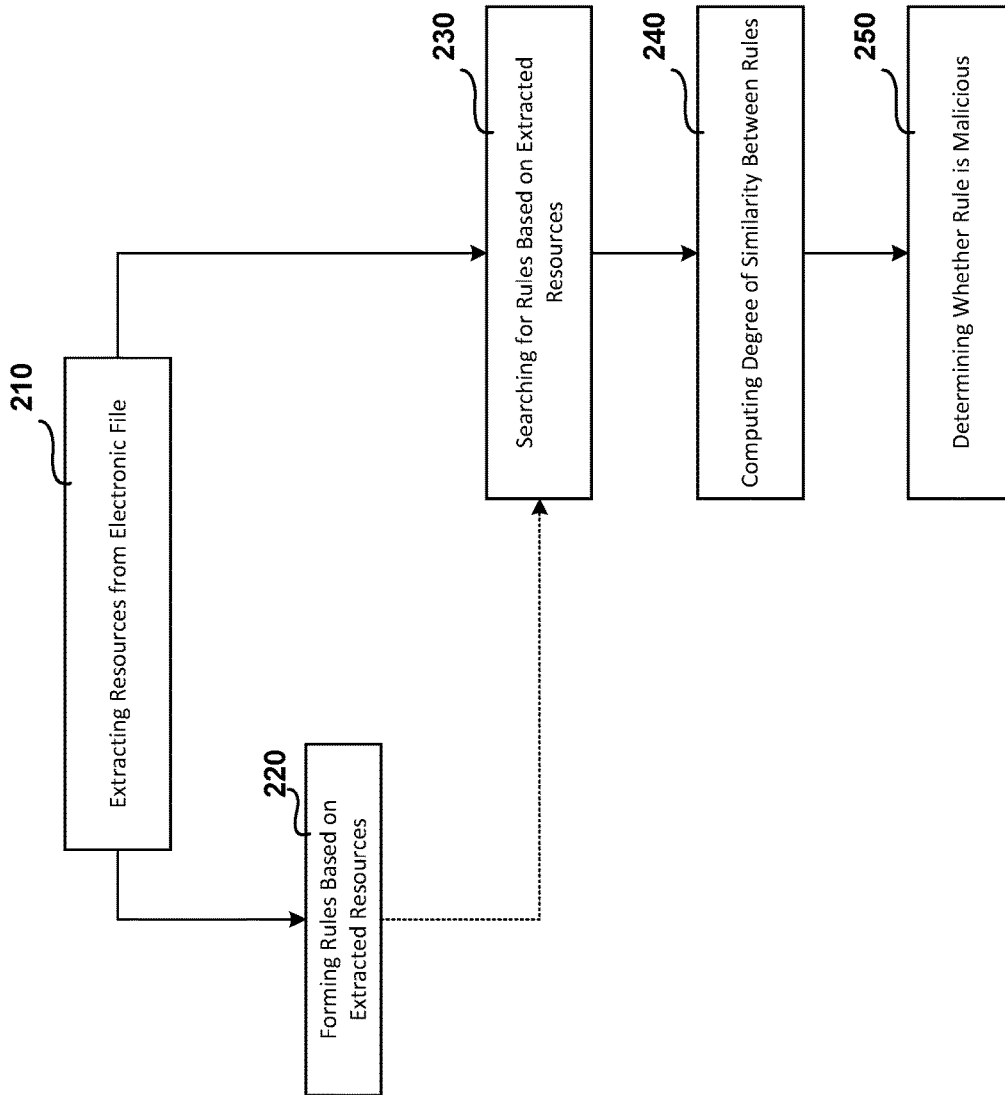 210
Extracting Resources from Electronic File
220
Forming Rules Based on
Extracted Resources
230
Searching for Rules Based on Extracted
Resources
240
Computing Degree of Similarity Between Rules
250
Determining Whether Rule is Malicious